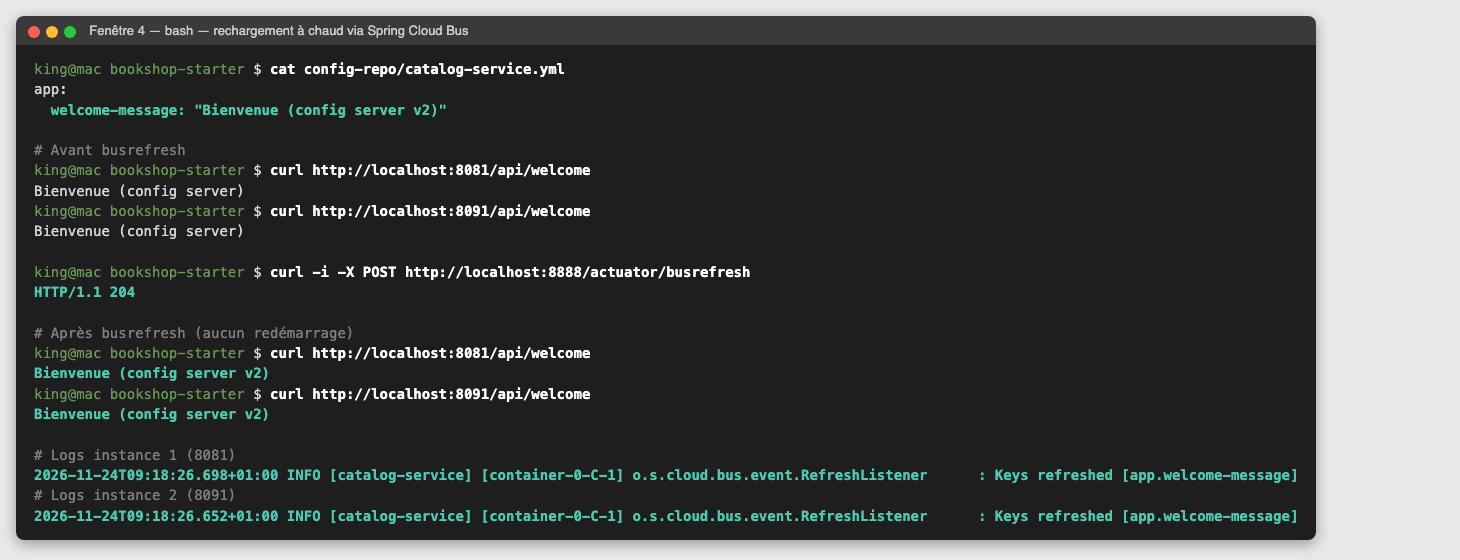 Fenêtre 4 — bash — rechargement à chaud via Spring Cloud Bus
king@mac bookshop-starter $ cat config-repo/catalog-service.yml
app:
  welcome-message: "Bienvenue (config server v2)"
# Avant busrefresh
king@mac bookshop-starter $ curl http://localhost:8081/api/welcome
Bienvenue (config server)
king@mac bookshop-starter $ curl http://localhost:8091/api/welcome
Bienvenue (config server)
king@mac bookshop-starter $ curl -i -X POST http://localhost:8888/actuator/busrefresh
HTTP/1.1 204
# Après busrefresh (aucun redémarrage)
king@mac bookshop-starter $ curl http://localhost:8081/api/welcome
Bienvenue (config server v2)
king@mac bookshop-starter $ curl http://localhost:8091/api/welcome
Bienvenue (config server v2)
# Logs instance 1 (8081)
2026-11-24T09:18:26.698+01:00 INFO [catalog-service] [container-0-C-1] o.s.cloud.bus.event.RefreshListener      : Keys refreshed [app.welcome-message]
# Logs instance 2 (8091)
2026-11-24T09:18:26.652+01:00 INFO [catalog-service] [container-0-C-1] o.s.cloud.bus.event.RefreshListener      : Keys refreshed [app.welcome-message]